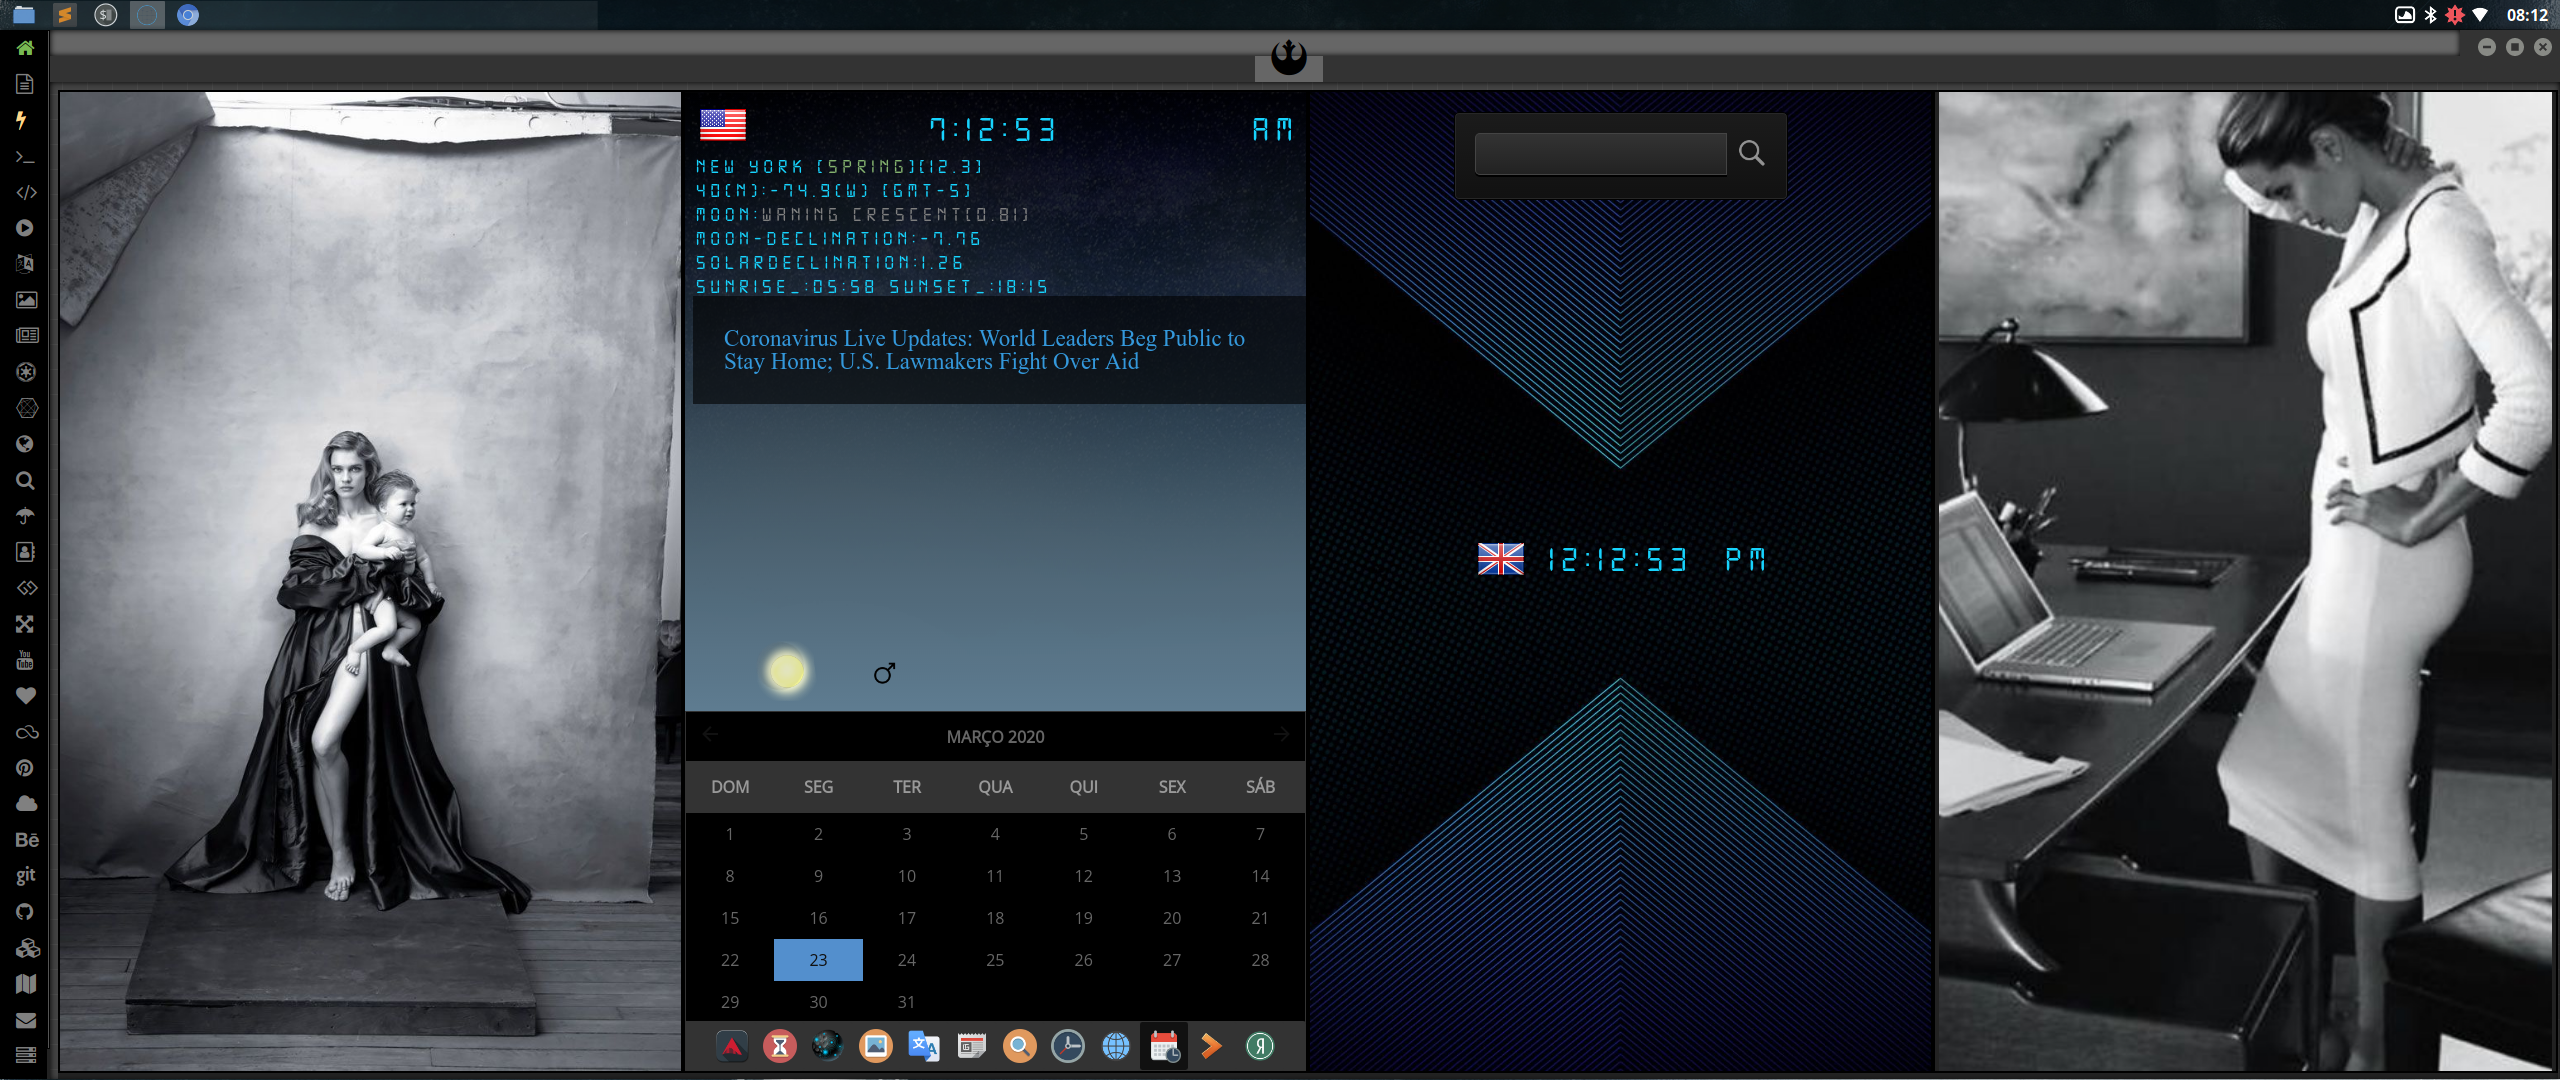 08:12
7:12:53 AM
NEW YORK [SPRING][12.3]
40(N):-74.9(W) [GMT-5]
MOON:WANING CRESCENT[0.81]
MOON-DECLINATION:-7.76
SOLARDECLINATION:1.26
SUNRISE_:05:58 SUNSET_:18:15
Coronavirus Live Updates: World Leaders Beg Public to
Stay Home; U.S. Lawmakers Fight Over Aid
12:12:53 PM
MARÇO 2020
DOM SEG TER QUA QUI SEX SÁB
1 2 3 4 5 6 7
8 9 10 11 12 13 14
15 16 17 18 19 20 21
22 23 24 25 26 27 28
29 30 31
You
Tube
Bē
git